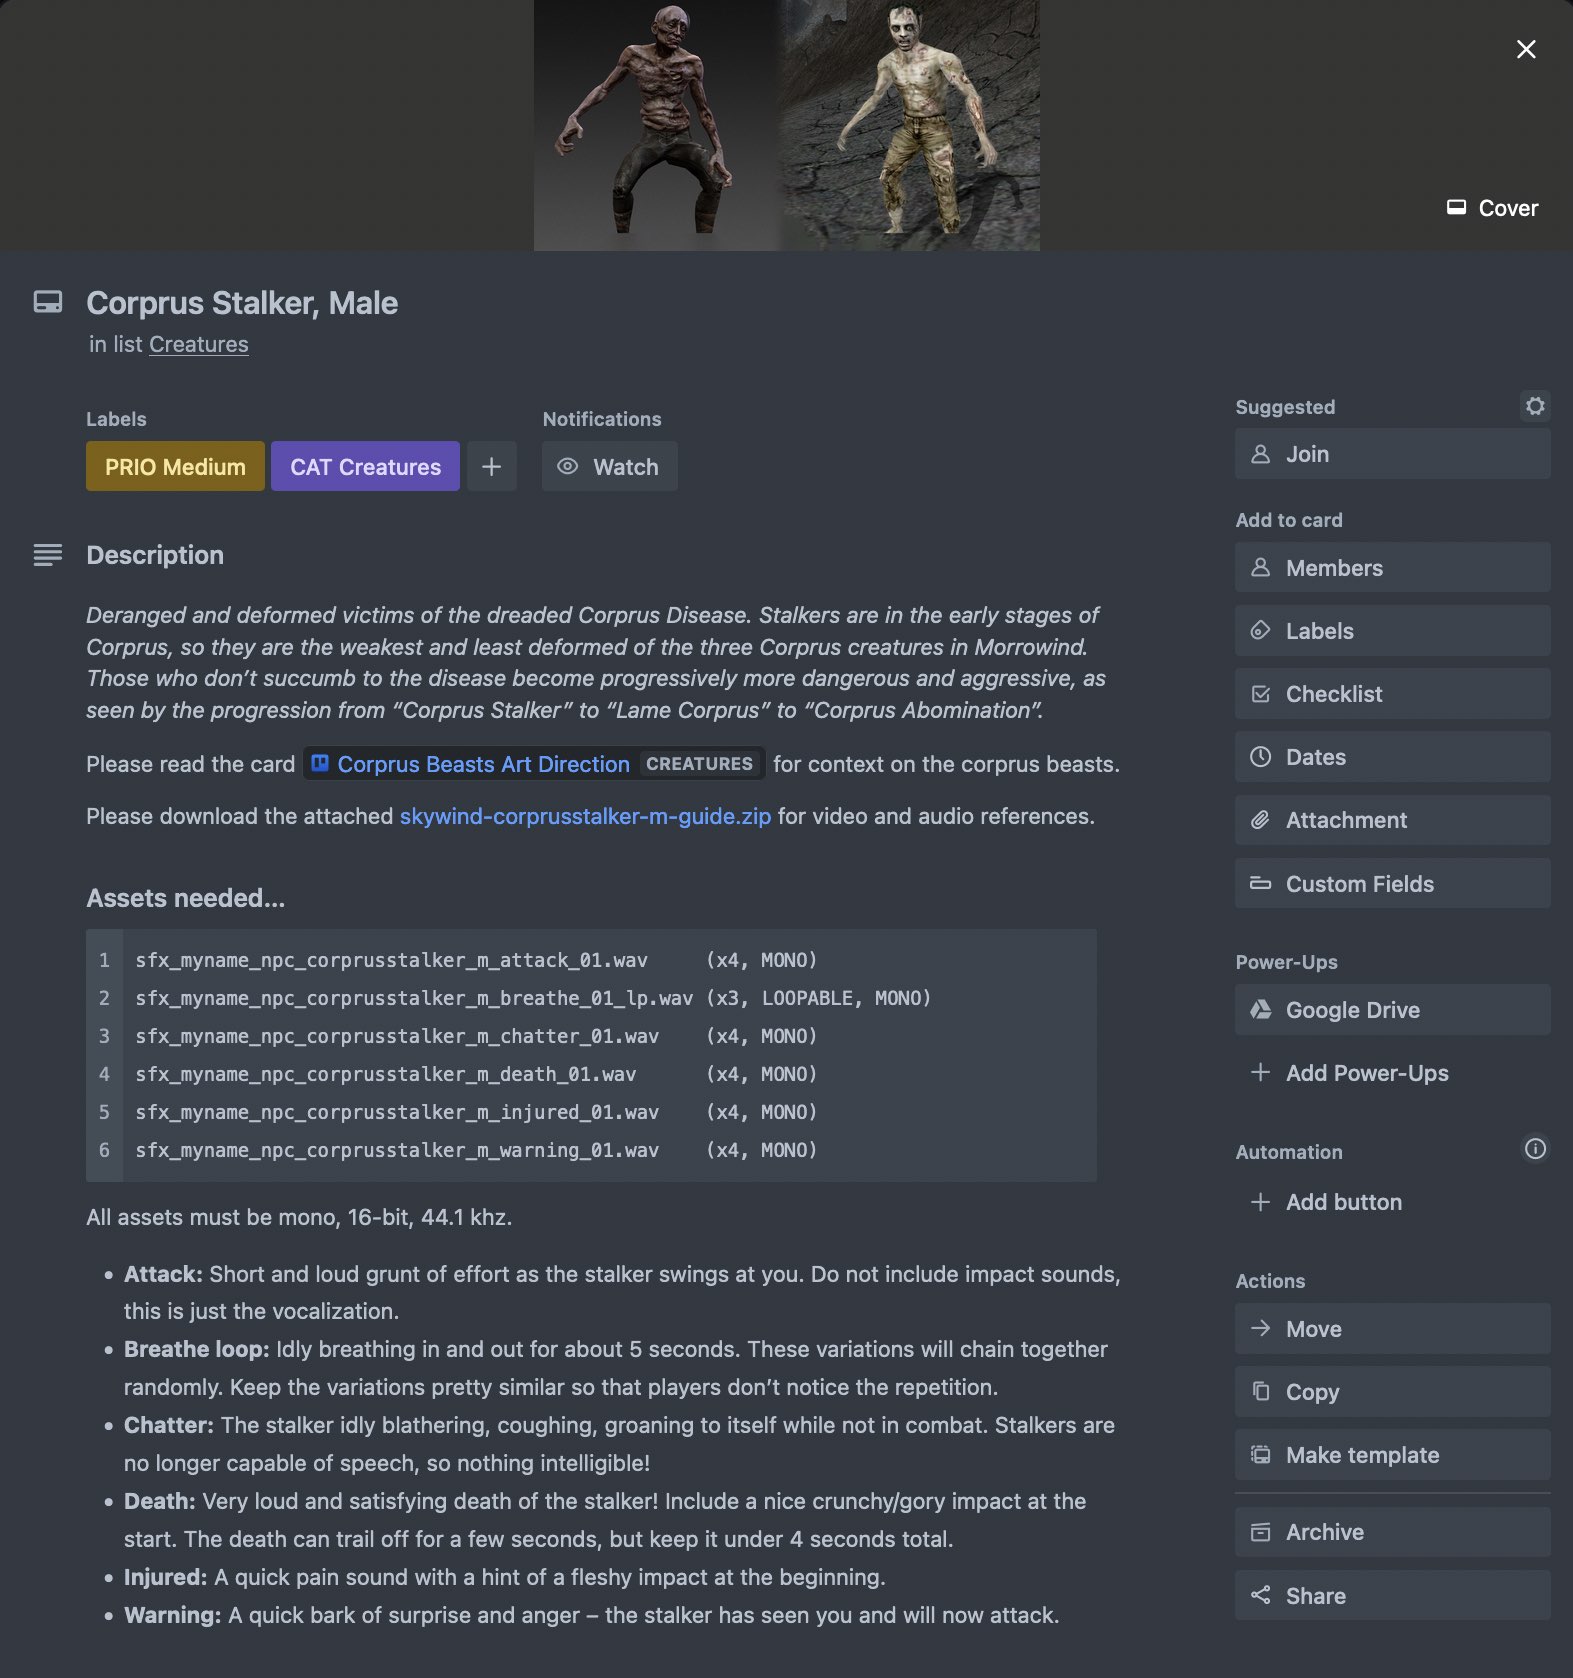 Cover
Corprus Stalker, Male
in list Creatures
Labels
Notifications
PRIO Medium
CAT Creatures
Watch
Description
Deranged and deformed victims of the dreaded Corprus Disease. Stalkers are in the early stages of
Corprus, so they are the weakest and least deformed of the three Corprus creatures in Morrowind.
Those who don’t succumb to the disease become progressively more dangerous and aggressive, as
seen by the progression from “Corprus Stalker” to “Lame Corprus” to “Corprus Abomination”.
Please read the card Corprus Beasts Art Direction CREATURES for context on the corprus beasts.
Please download the attached skywind-corprusstalker-m-guide.zip for video and audio references.
Assets needed...
1 sfx_myname_npc_corprusstalker_m_attack_01.wav (x4, MONO)
2 sfx_myname_npc_corprusstalker_m_breathe_01_lp.wav (x3, LOOPABLE, MONO)
3 sfx_myname_npc_corprusstalker_m_chatter_01.wav (x4, MONO)
4 sfx_myname_npc_corprusstalker_m_death_01.wav (x4, MONO)
5 sfx_myname_npc_corprusstalker_m_injured_01.wav (x4, MONO)
6 sfx_myname_npc_corprusstalker_m_warning_01.wav (x4, MONO)
All assets must be mono, 16-bit, 44.1 khz.
• Attack: Short and loud grunt of effort as the stalker swings at you. Do not include impact sounds,
this is just the vocalization.
• Breathe loop: Idly breathing in and out for about 5 seconds. These variations will chain together
randomly. Keep the variations pretty similar so that players don’t notice the repetition.
• Chatter: The stalker idly blathering, coughing, groaning to itself while not in combat. Stalkers are
no longer capable of speech, so nothing intelligible!
• Death: Very loud and satisfying death of the stalker! Include a nice crunchy/gory impact at the
start. The death can trail off for a few seconds, but keep it under 4 seconds total.
• Injured: A quick pain sound with a hint of a fleshy impact at the beginning.
• Warning: A quick bark of surprise and anger – the stalker has seen you and will now attack.
Suggested
Join
Add to card
Members
Labels
Checklist
Dates
Attachment
Custom Fields
Power-Ups
Google Drive
Add Power-Ups
Automation
Add button
Actions
Move
Copy
Make template
Archive
Share